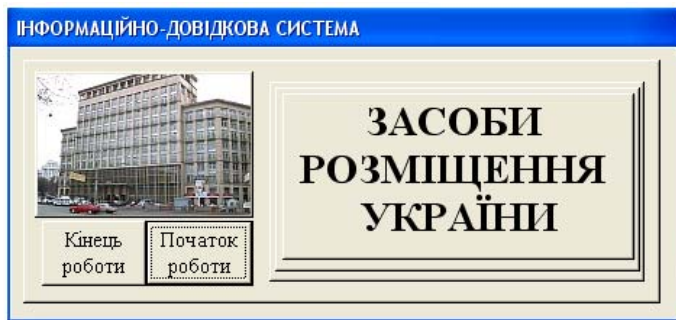 ІНФОРМАЦІЙНО-ДОВІДКОВА СИСТЕМА
ЗАСОБИ
РОЗМІЩЕННЯ
УКРАЇНИ
Кінець
роботи
Початок
роботи